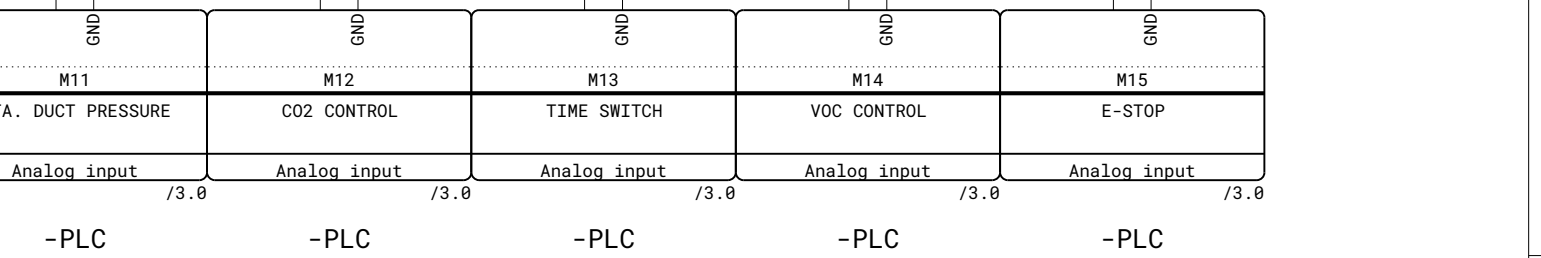 GND GND GND GND GND
M11 M12 M13 M14 M15
A. DUCT PRESSURE CO2 CONTROL TIME SWITCH VOC CONTROL E-STOP
Analog input Analog input Analog input Analog input Analog input
/3.0 /3.0 /3.0 /3.0 /3.0
-PLC -PLC -PLC -PLC -PLC